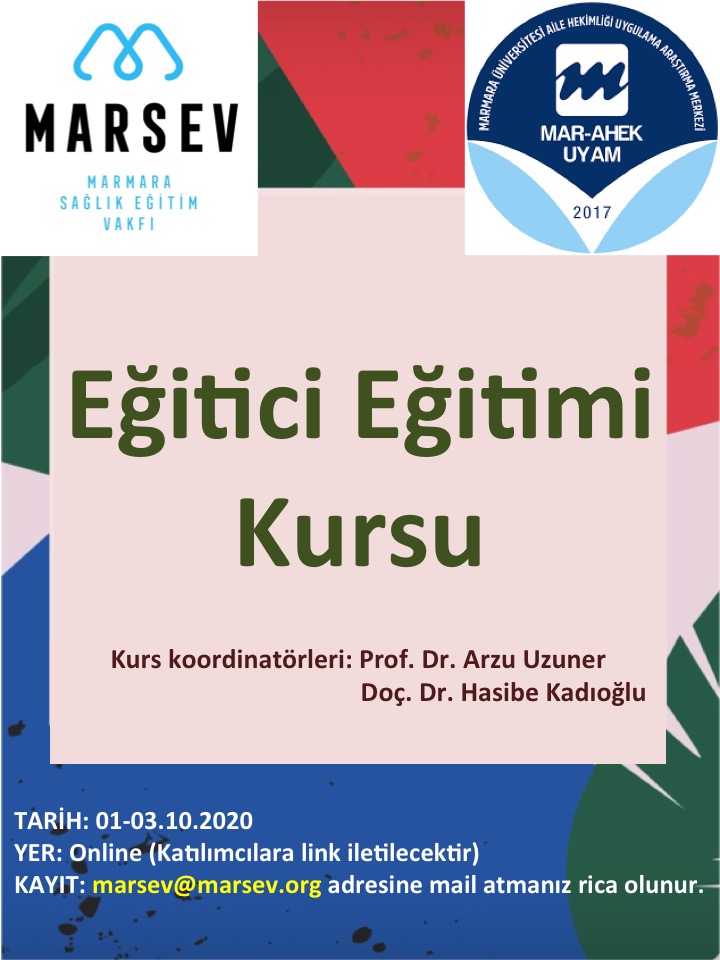 MARSEV
MARMARA
SAĞLIK EĞİTİM
VAKFI
MARMARA ÜNİVERSİTESİ AİLE HEKİMLİĞİ UYGULAMA ARAŞTIRMA MERKEZİ
MAR-AHEK
UYAM
2017
Eğitici Eğitimi
Kursu
Kurs koordinatörleri: Prof. Dr. Arzu Uzuner
Doç. Dr. Hasibe Kadıoğlu
TARİH: 01-03.10.2020
YER: Online (Katılımcılara link iletilecektir)
KAYIT: marsev@marsev.org adresine mail atmanız rica olunur.